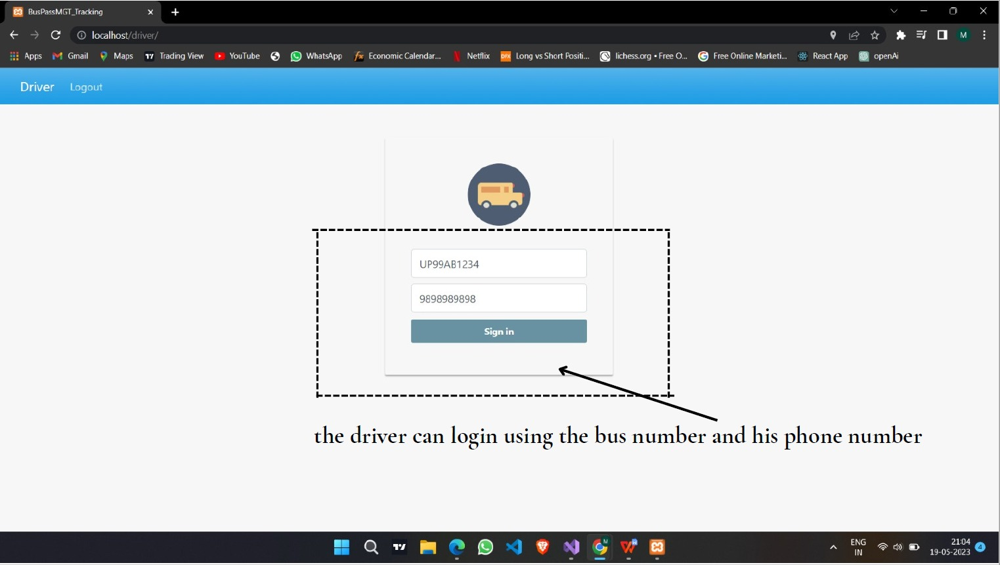 BusPassMGT_Tracking
localhost/driver/
M
Apps Gmail Maps Trading View YouTube WhatsApp Economic Calendar... Netflix DFX Long vs Short Positi... lichess.org • Free O... Free Online Marketi... React App openAi
Driver Logout
UP99AB1234
9898989898
Sign in
the driver can login using the bus number and his phone number
ENG
IN
21:04
19-05-2023
4